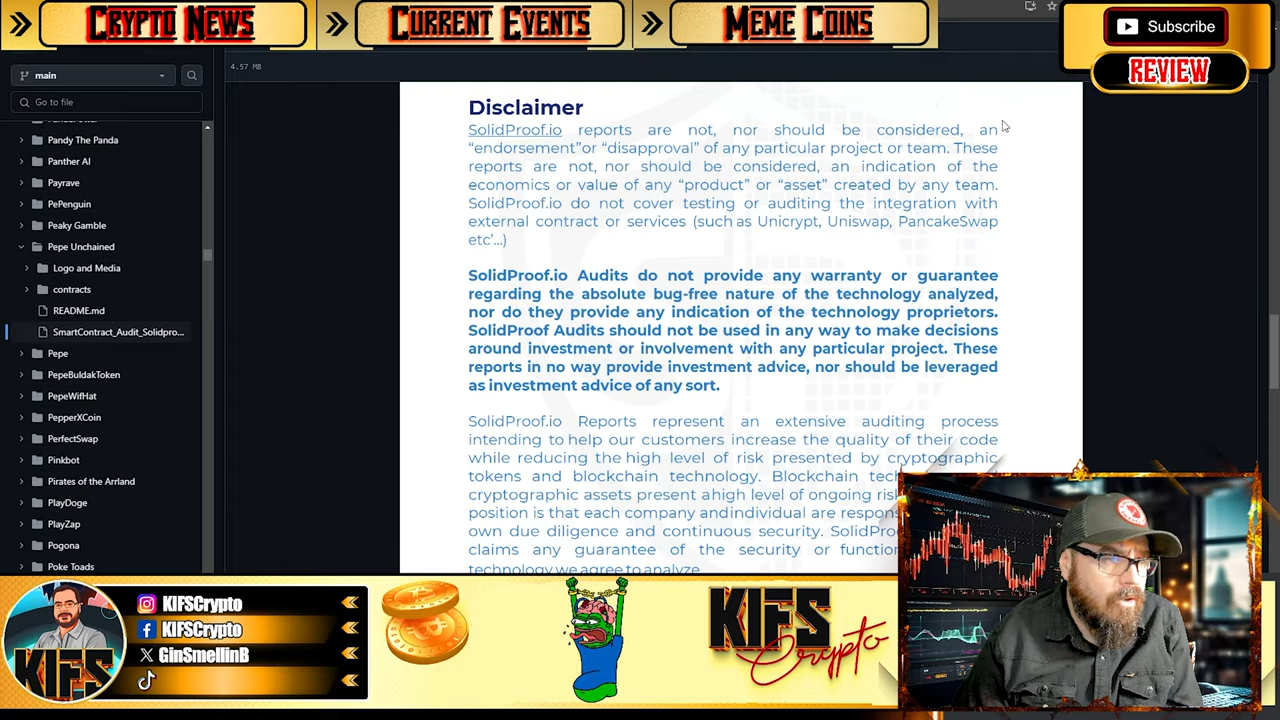 CRYPTO NEWS
CURRENT EVENTS
MEME COINS
Subscribe
REVIEW
main
Go to file
Pandy The Panda
Panther AI
Payrave
PePenguin
Peaky Gamble
Pepe Unchained
Logo and Media
contracts
README.md
SmartContract_Audit_Solidpro...
Pepe
PepeBuldakToken
PepeWifHat
PepperXCoin
PerfectSwap
Pinkbot
Pirates of the Arrland
PlayDoge
PlayZap
Pogona
Poke Toads
4.57 MB
Disclaimer
SolidProof.io reports are not, nor should be considered, an
“endorsement”or “disapproval” of any particular project or team. These
reports are not, nor should be considered, an indication of the
economics or value of any “product” or “asset” created by any team.
SolidProof.io do not cover testing or auditing the integration with
external contract or services (such as Unicrypt, Uniswap, PancakeSwap
etc’...)
SolidProof.io Audits do not provide any warranty or guarantee
regarding the absolute bug-free nature of the technology analyzed,
nor do they provide any indication of the technology proprietors.
SolidProof Audits should not be used in any way to make decisions
around investment or involvement with any particular project. These
reports in no way provide investment advice, nor should be leveraged
as investment advice of any sort.
SolidProof.io Reports represent an extensive auditing process
intending to help our customers increase the quality of their code
while reducing the high level of risk presented by cryptographic
tokens and blockchain technology. Blockchain
cryptographic assets present ahigh level of ongoing
position is that each company andindividual are
own due diligence and continuous security.
claims any guarantee of the security or
technology we agree to analyze.
KIFSCrypto
KIFSCrypto
GinSmellinB
KIFS
KIFS
Crypto